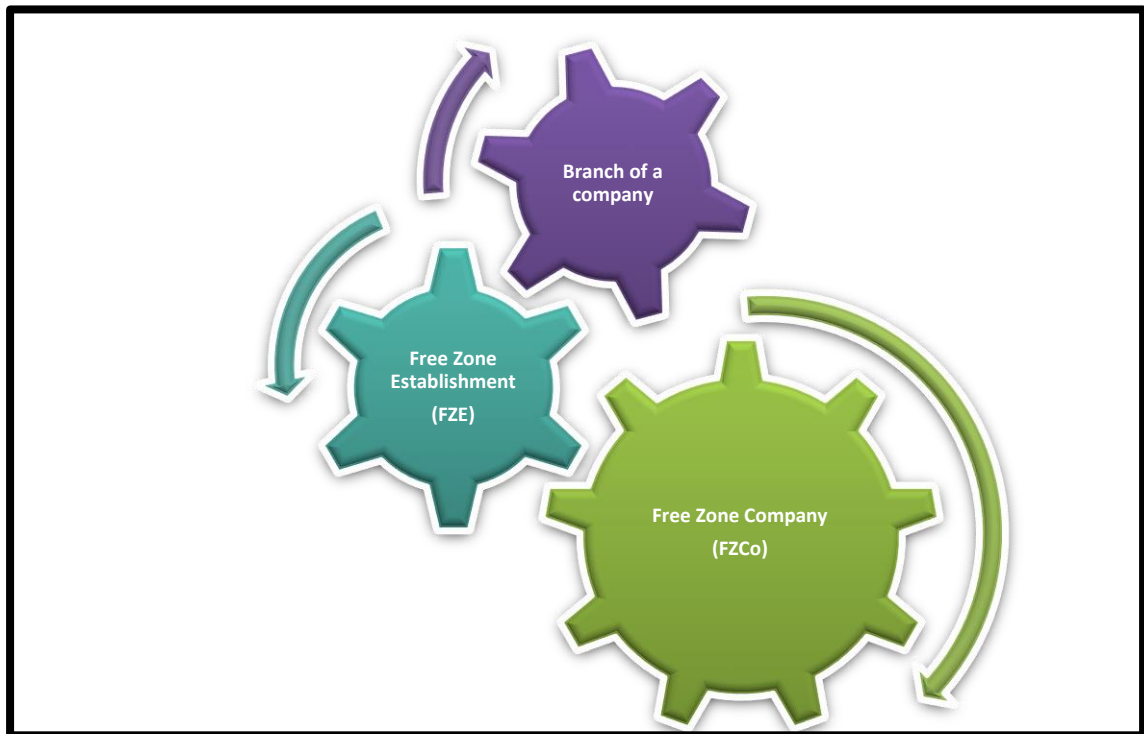 Branch of a
company
Free Zone
Establishment
(FZE)
Free Zone Company
(FZCo)